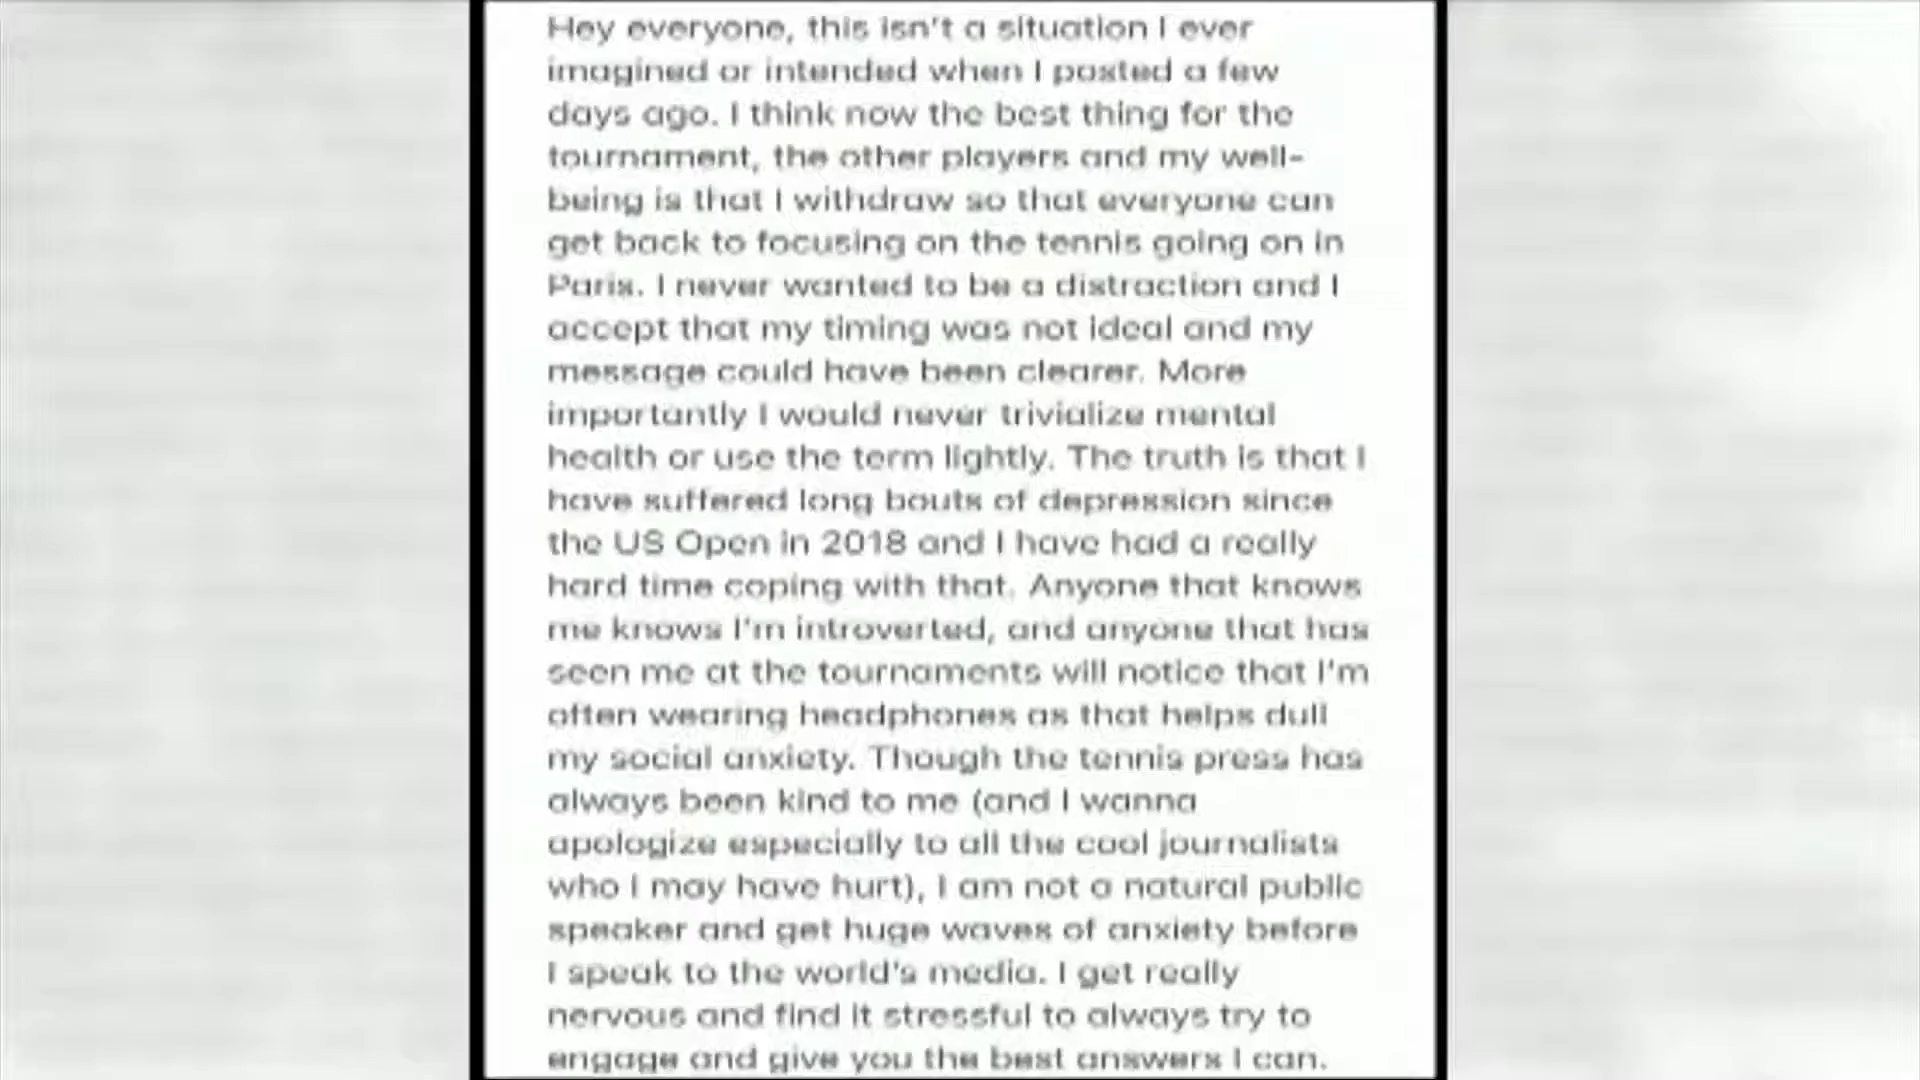 Hey everyone, this isn't a situation I ever
imagined or intended when I posted a few
days ago. I think now the best thing for the
tournament, the other players and my well-
being is that I withdraw so that everyone can
get back to focusing on the tennis going on in
Paris. I never wanted to be a distraction and I
accept that my timing was not ideal and my
message could have been clearer. More
importantly I would never trivialize mental
health or use the term lightly. The truth is that I
have suffered long bouts of depression since
the US Open in 2018 and I have had a really
hard time coping with that. Anyone that knows
me knows I'm introverted, and anyone that has
seen me at the tournaments will notice that I'm
often wearing headphones as that helps dull
my social anxiety. Though the tennis press has
always been kind to me (and I wanna
apologize especially to all the cool journalists
who I may have hurt), I am not a natural public
speaker and get huge waves of anxiety before
I speak to the world's media. I get really
nervous and find it stressful to always try to
engage and give you the best answers I can.